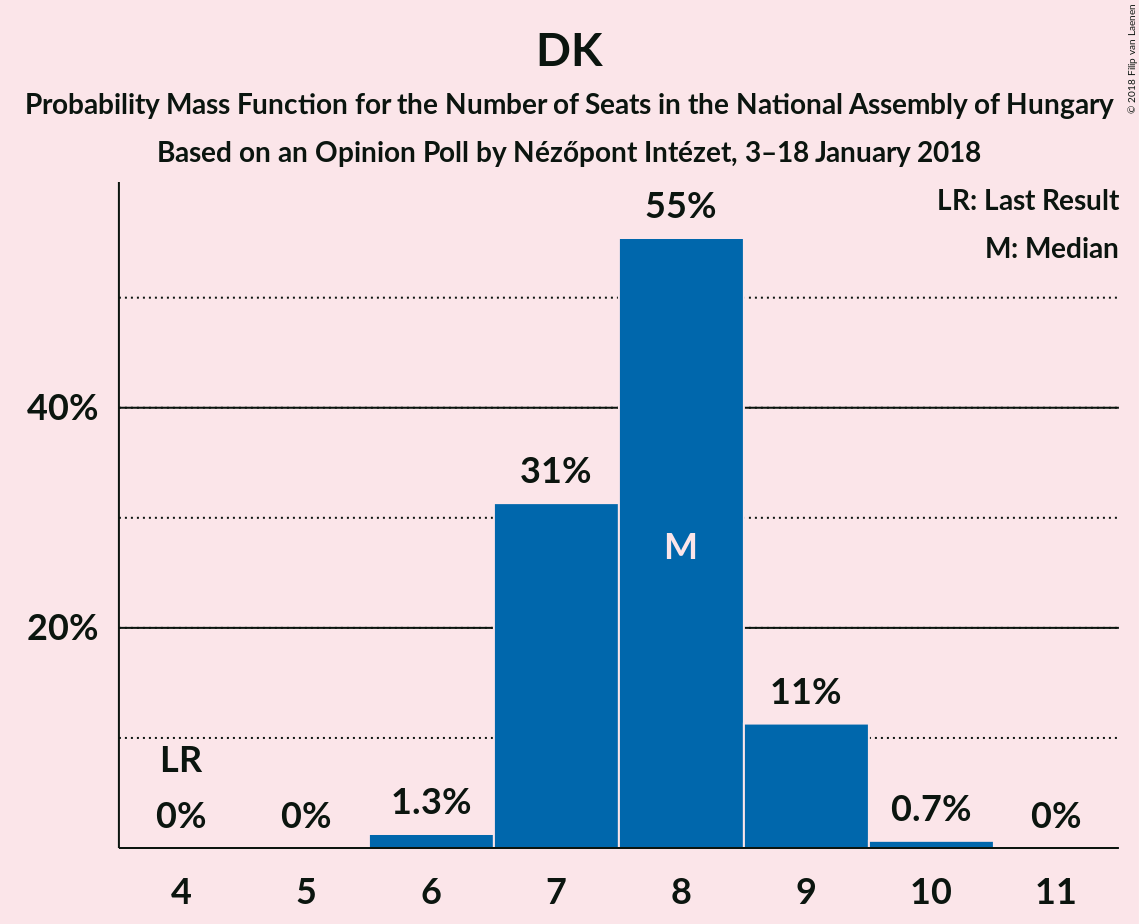 DK
Probability Mass Function for the Number of Seats in the National Assembly of Hungary
Based on an Opinion Poll by Nézőpont Intézet, 3–18 January 2018
© 2018 Filip van Laenen
LR: Last Result
M: Median
55%
40%
31%
M
20%
11%
LR
0%
0%
1.3%
0.7%
0%
4 5 6 7 8 9 10 11